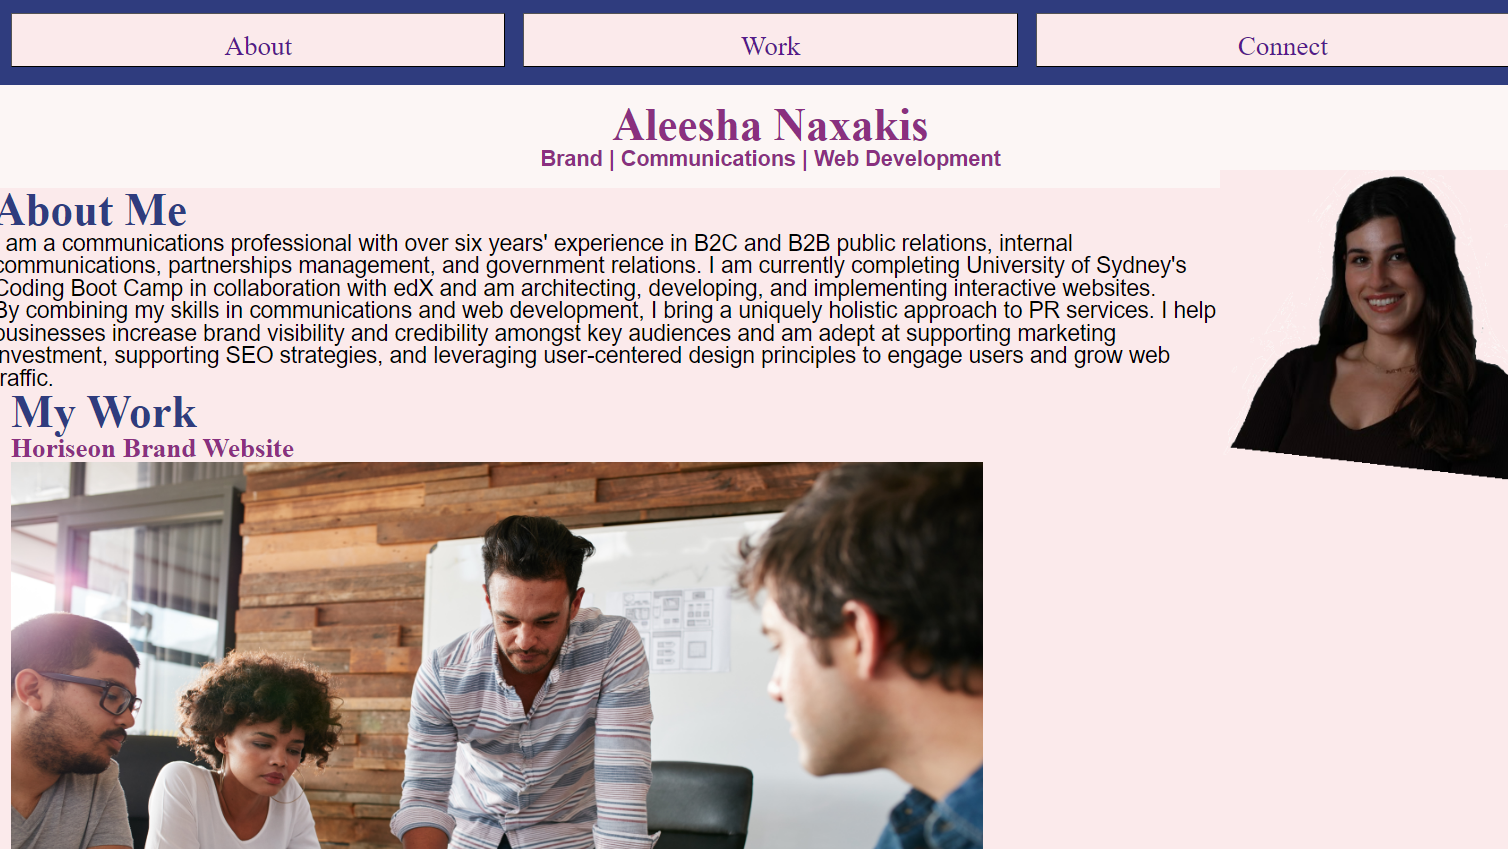 About
Work
Connect
Aleesha Naxakis
Brand | Communications | Web Development
About Me
am a communications professional with over six years' experience in B2C and B2B public relations, internal
communications, partnerships management, and government relations. I am currently completing University of Sydney's
Coding Boot Camp in collaboration with edX and am architecting, developing, and implementing interactive websites.
By combining my skills in communications and web development, I bring a uniquely holistic approach to PR services. I help
businesses increase brand visibility and credibility amongst key audiences and am adept at supporting marketing
nvestment, supporting SEO strategies, and leveraging user-centered design principles to engage users and grow web
raffic.
My Work
Horiseon Brand Website